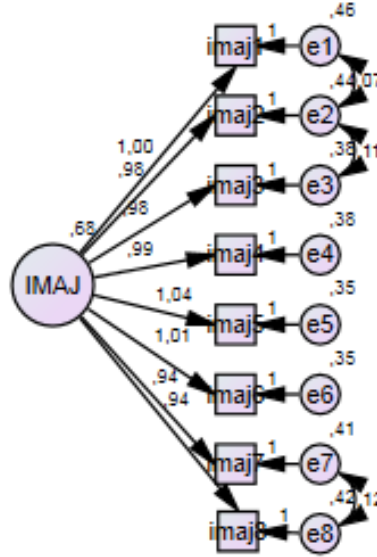 ,46
imaj1 1 e1
1,00 ,44 ,07
,98 imaj2 1 e2
,98 ,38 ,11
imaj3 1 e3
,68 ,99 ,38
imaj4 1 e4
IMAJ
1,04 ,35
imaj5 1 e5
1,01 ,35
imaj6 1 e6
,94 ,41
,94 imaj7 1 e7
,42 ,12
imaj8 1 e8